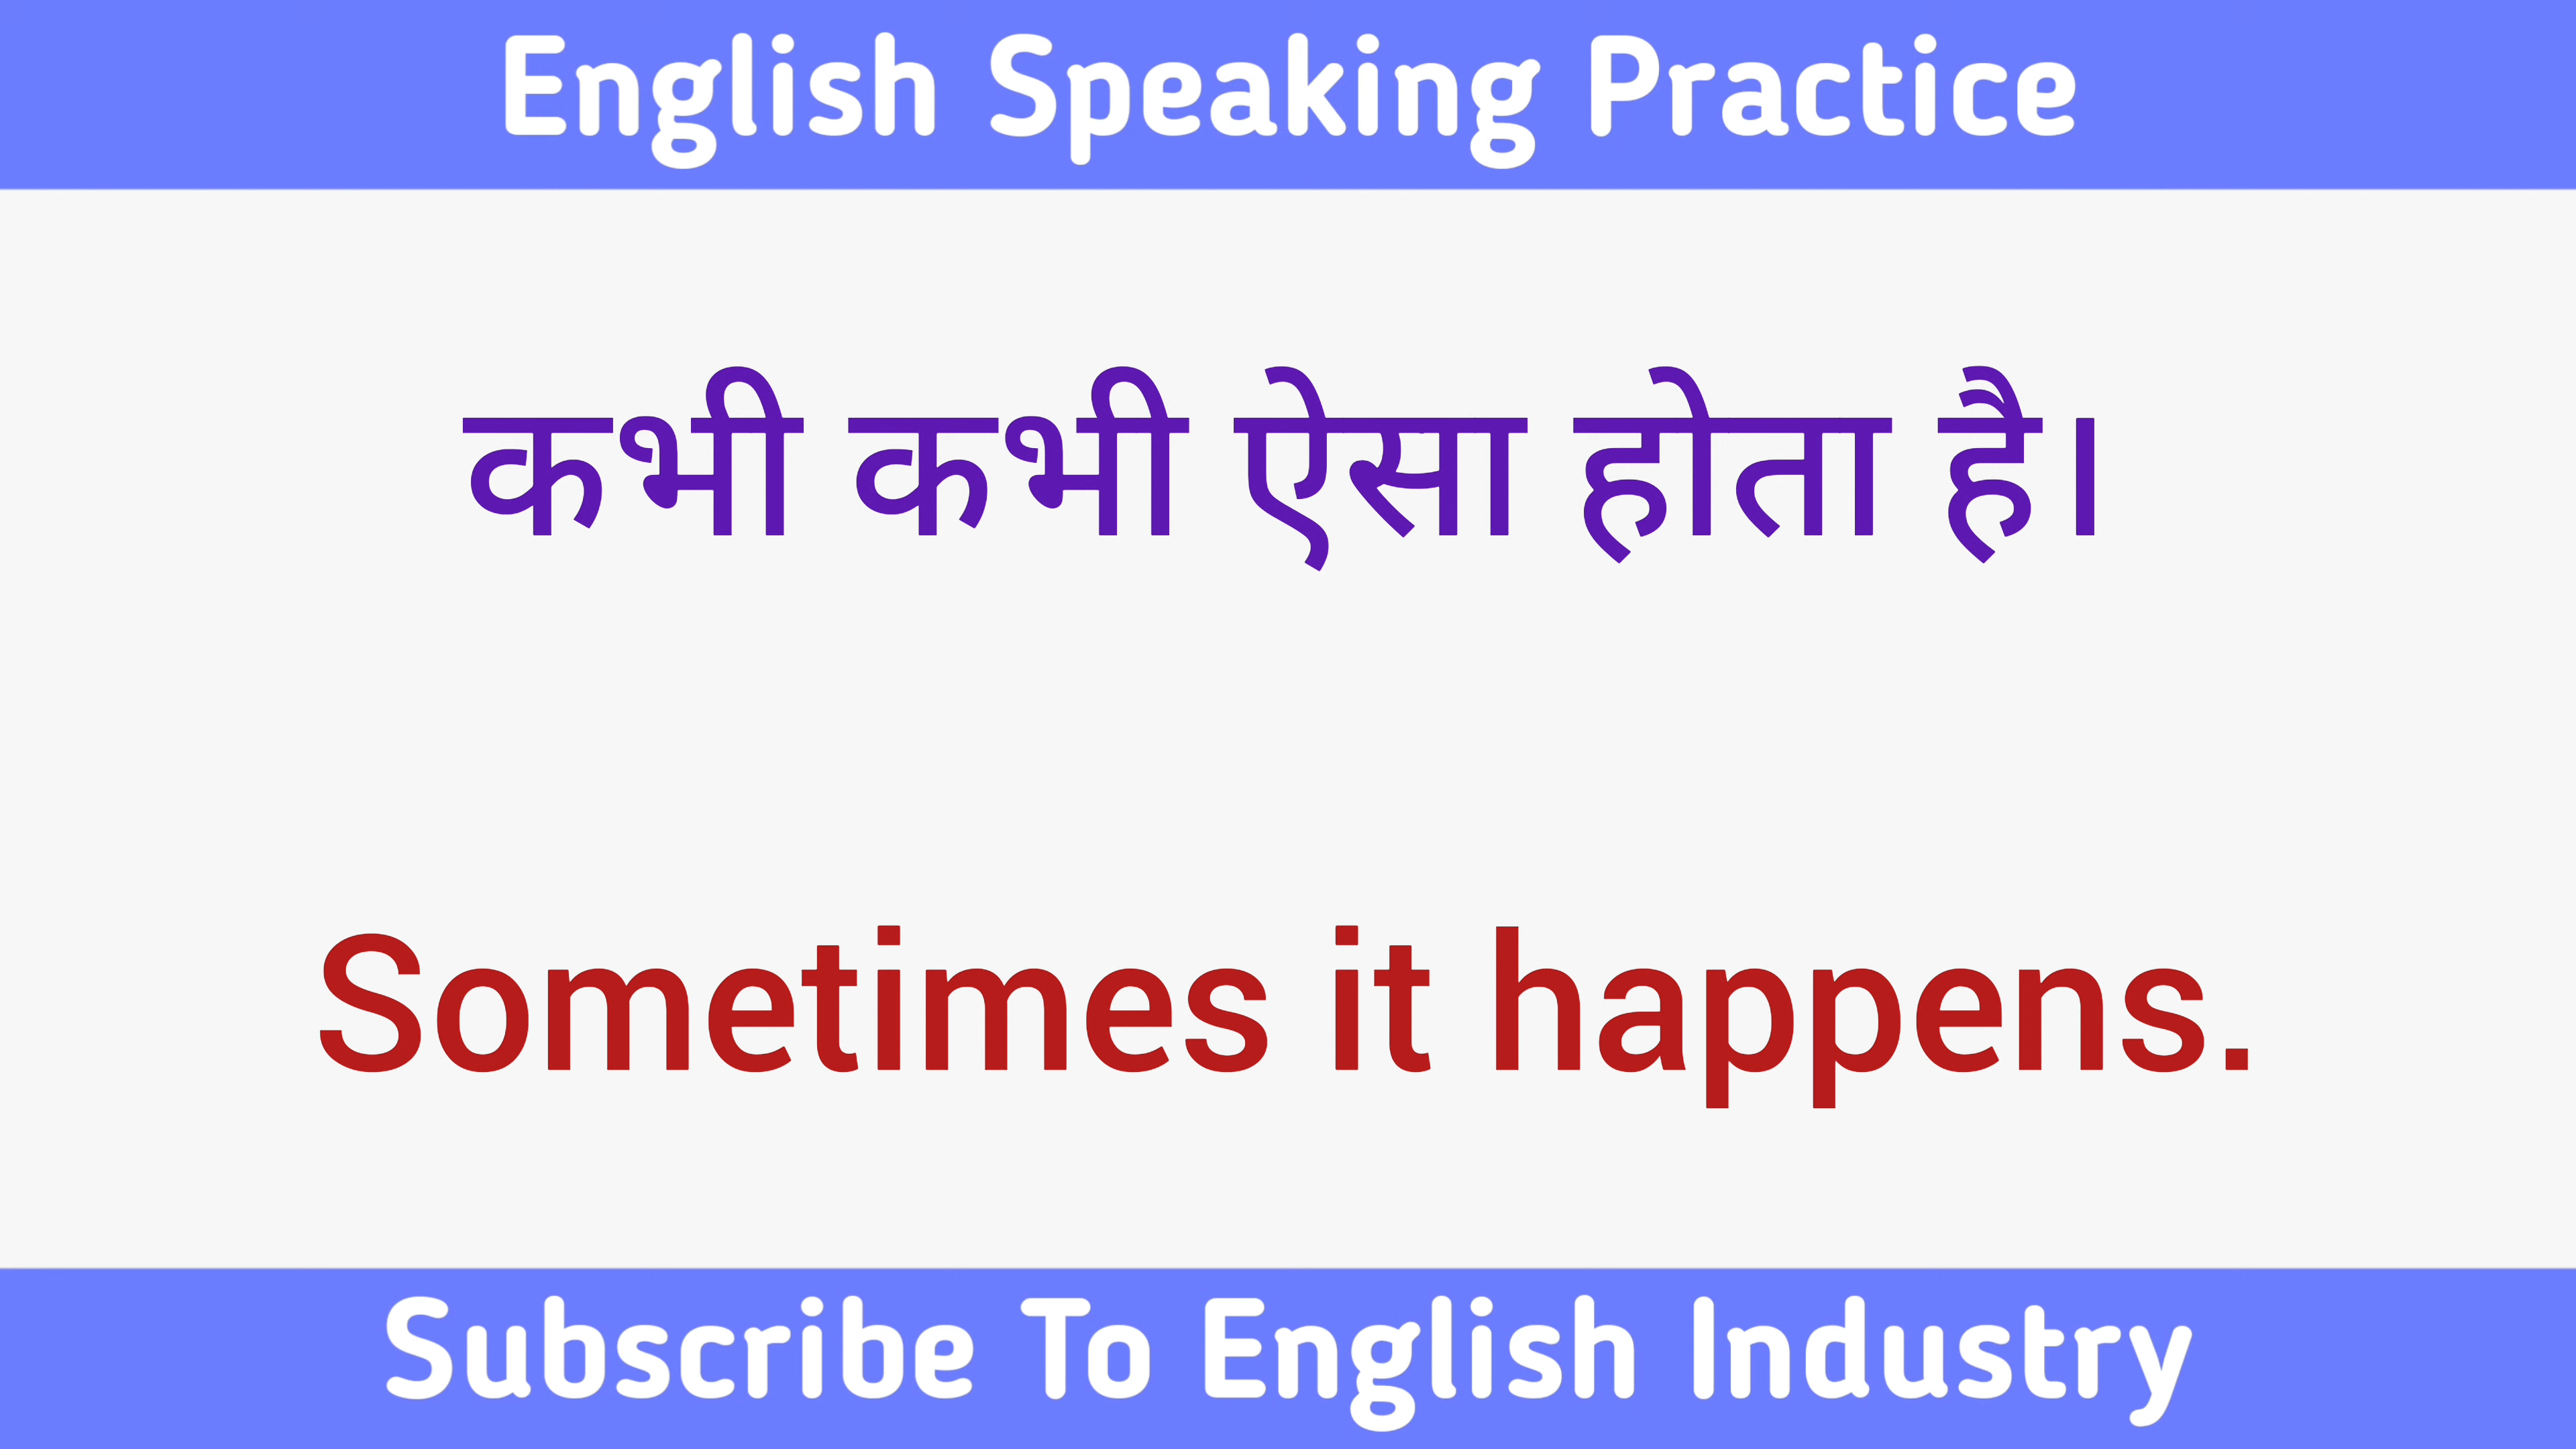 English Speaking Practice
कभी कभी ऐसा होता है।
Sometimes it happens.
Subscribe To English Industry